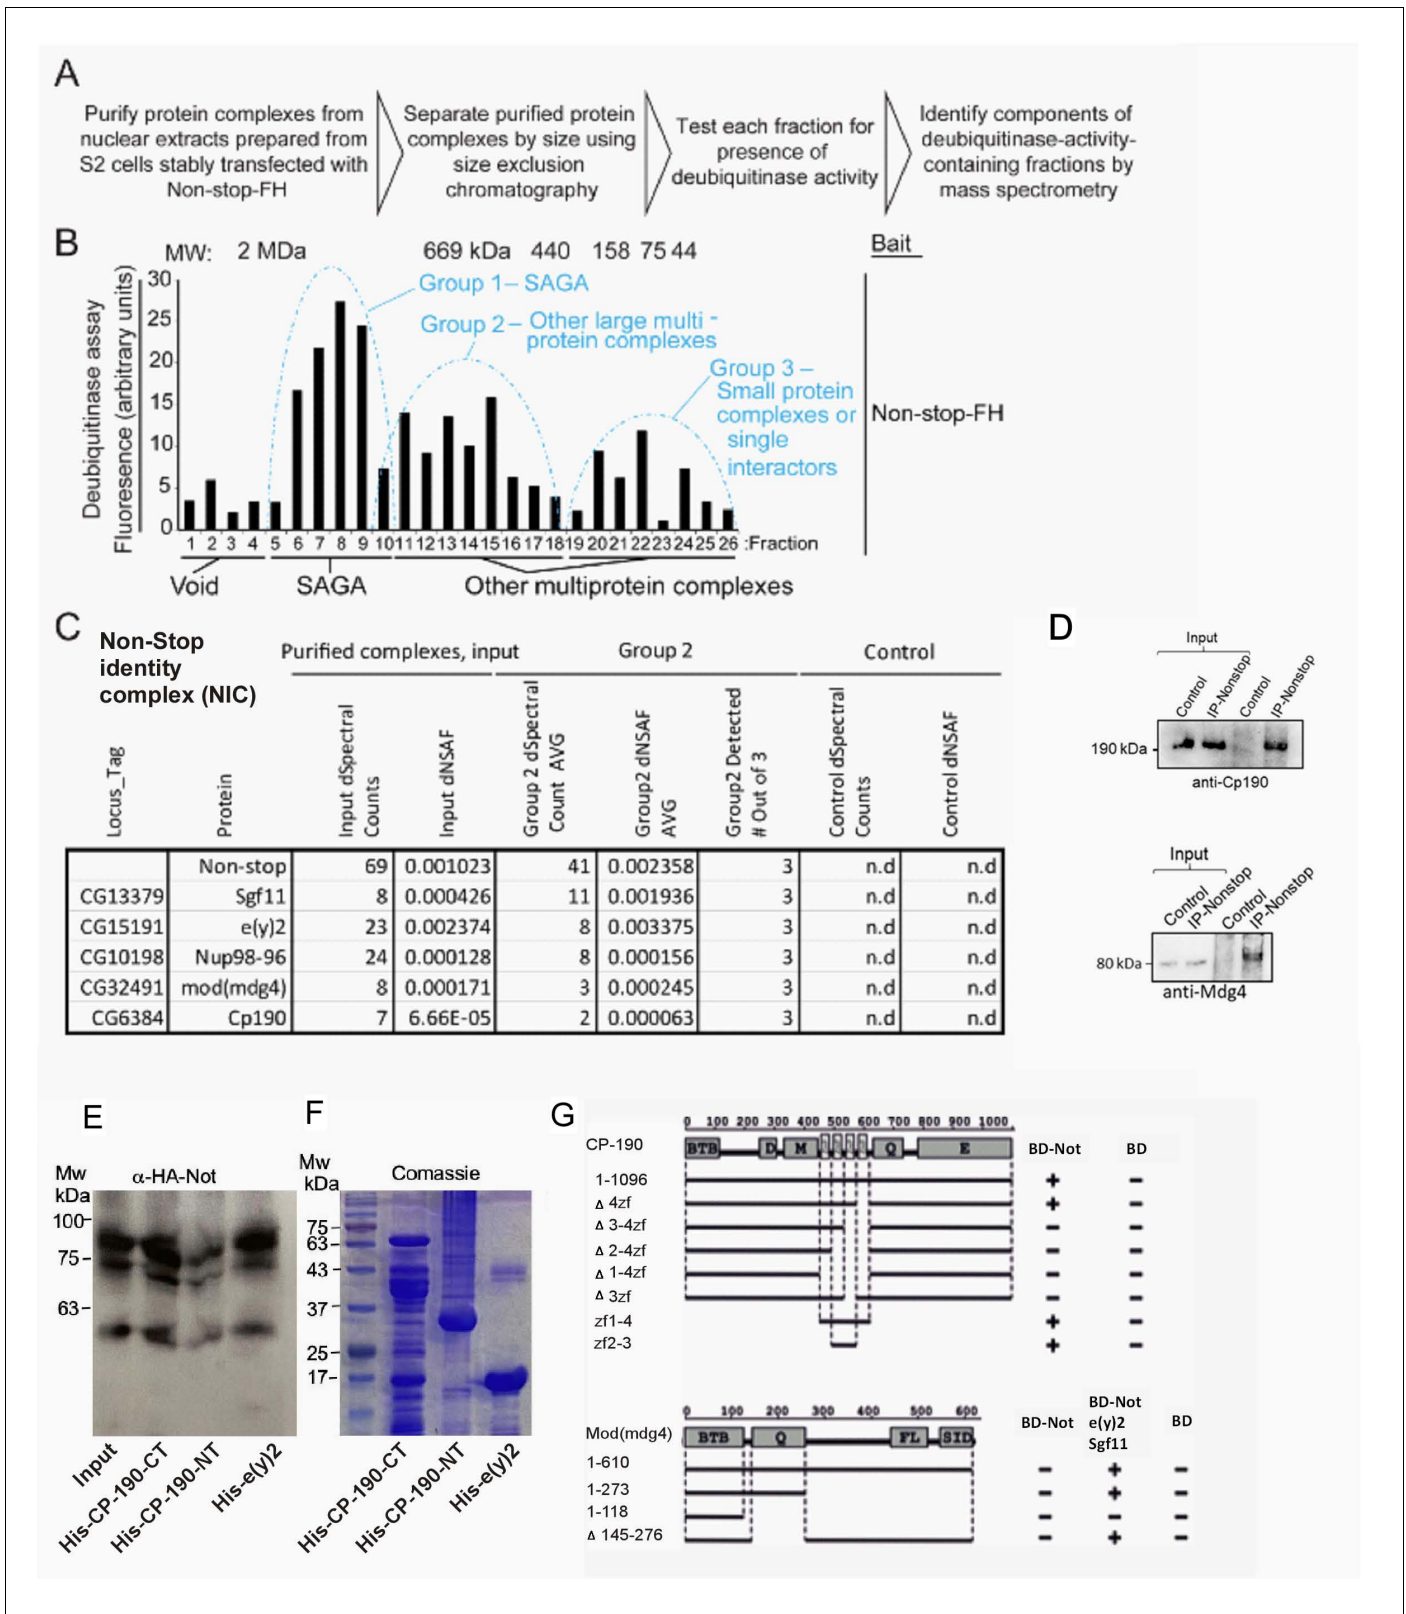 A
Purify protein complexes from
nuclear extracts prepared from
S2 cells stably transfected with
Non-stop-FH
Separate purified protein
complexes by size using
size exclusion
chromatography
Test each fraction for
presence of
deubiquitinase activity
Identify components of
deubiquitinase-activity-
containing fractions by
mass spectrometry
B
MW: 2 MDa 669 kDa 440 158 75 44
Bait
Deubiquitinase assay
Fluoresence (arbitrary units)
30
25
20
15
10
5
0
Group 1– SAGA
Group 2 – Other large multi -
protein complexes
Group 3 –
Small protein
complexes or
single
interactors
Non-stop-FH
1 2 3 4 5 6 7 8 9 10 11 12 13 14 15 16 17 18 19 20 21 22 23 24 25 26 :Fraction
Void SAGA Other multiprotein complexes
C
Non-Stop
identity
complex (NIC)
Purified complexes, input Group 2 Control
Locus_Tag
Protein
Input dSpectral
Counts
Input dNSAF
Group 2 dSpectral
Count AVG
Group2 dNSAF
AVG
Group2 Detected
# Out of 3
Control dSpectral
Counts
Control dNSAF
Non-stop 69 0.001023 41 0.002358 3 n.d n.d
CG13379 Sgf11 8 0.000426 11 0.001936 3 n.d n.d
CG15191 e(y)2 23 0.002374 8 0.003375 3 n.d n.d
CG10198 Nup98-96 24 0.000128 8 0.000156 3 n.d n.d
CG32491 mod(mdg4) 8 0.000171 3 0.000245 3 n.d n.d
CG6384 Cp190 7 6.66E-05 2 0.000063 3 n.d n.d
D
Input
Control
IP-Nonstop
Control
IP-Nonstop
190 kDa
anti-Cp190
Input
Control
IP-Nonstop
Control
IP-Nonstop
80 kDa
anti-Mdg4
E
Mw
kDa
α-HA-Not
100
75
63
Input
His-CP-190-CT
His-CP-190-NT
His-e(y)2
F
Mw
kDa
Comassie
75
63
43
37
25
17
His-CP-190-CT
His-CP-190-NT
His-e(y)2
G
0 100 200 300 400 500 600 700 800 900 1000
CP-190 BTB D M Q E BD-Not BD
1-1096 + –
Δ 4zf + –
Δ 3-4zf – –
Δ 2-4zf – –
Δ 1-4zf – –
Δ 3zf – –
zf1-4 + –
zf2-3 + –
0 100 200 300 400 500 600
BD-Not
e(y)2
Sgf11
Mod(mdg4) BTB Q FL SID BD-Not BD
1-610 – + –
1-273 – + –
1-118 – – –
Δ 145-276 – + –